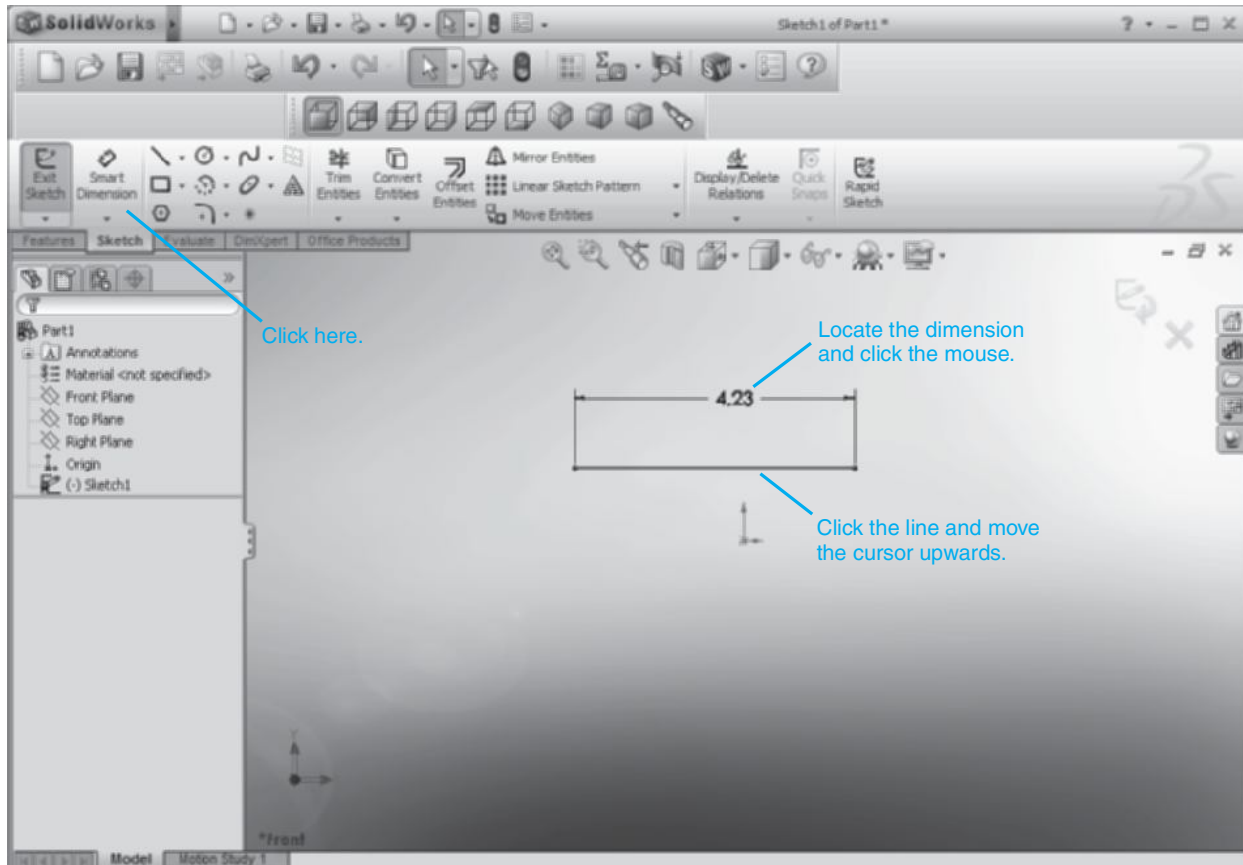 SolidWorks
Sketch1 of Part1 *
Exit Sketch
Smart Dimension
Trim Entities
Convert Entities
Offset Entities
Mirror Entities
Linear Sketch Pattern
Move Entities
Display/Delete Relations
Quick Snaps
Rapid Sketch
Features
Sketch
Evaluate
DimXpert
Office Products
Click here.
Part1
Annotations
Material <not specified>
Front Plane
Top Plane
Right Plane
Origin
(-) Sketch1
Locate the dimension
and click the mouse.
4.23
Click the line and move
the cursor upwards.
Y
*Front
Model
Motion Study 1